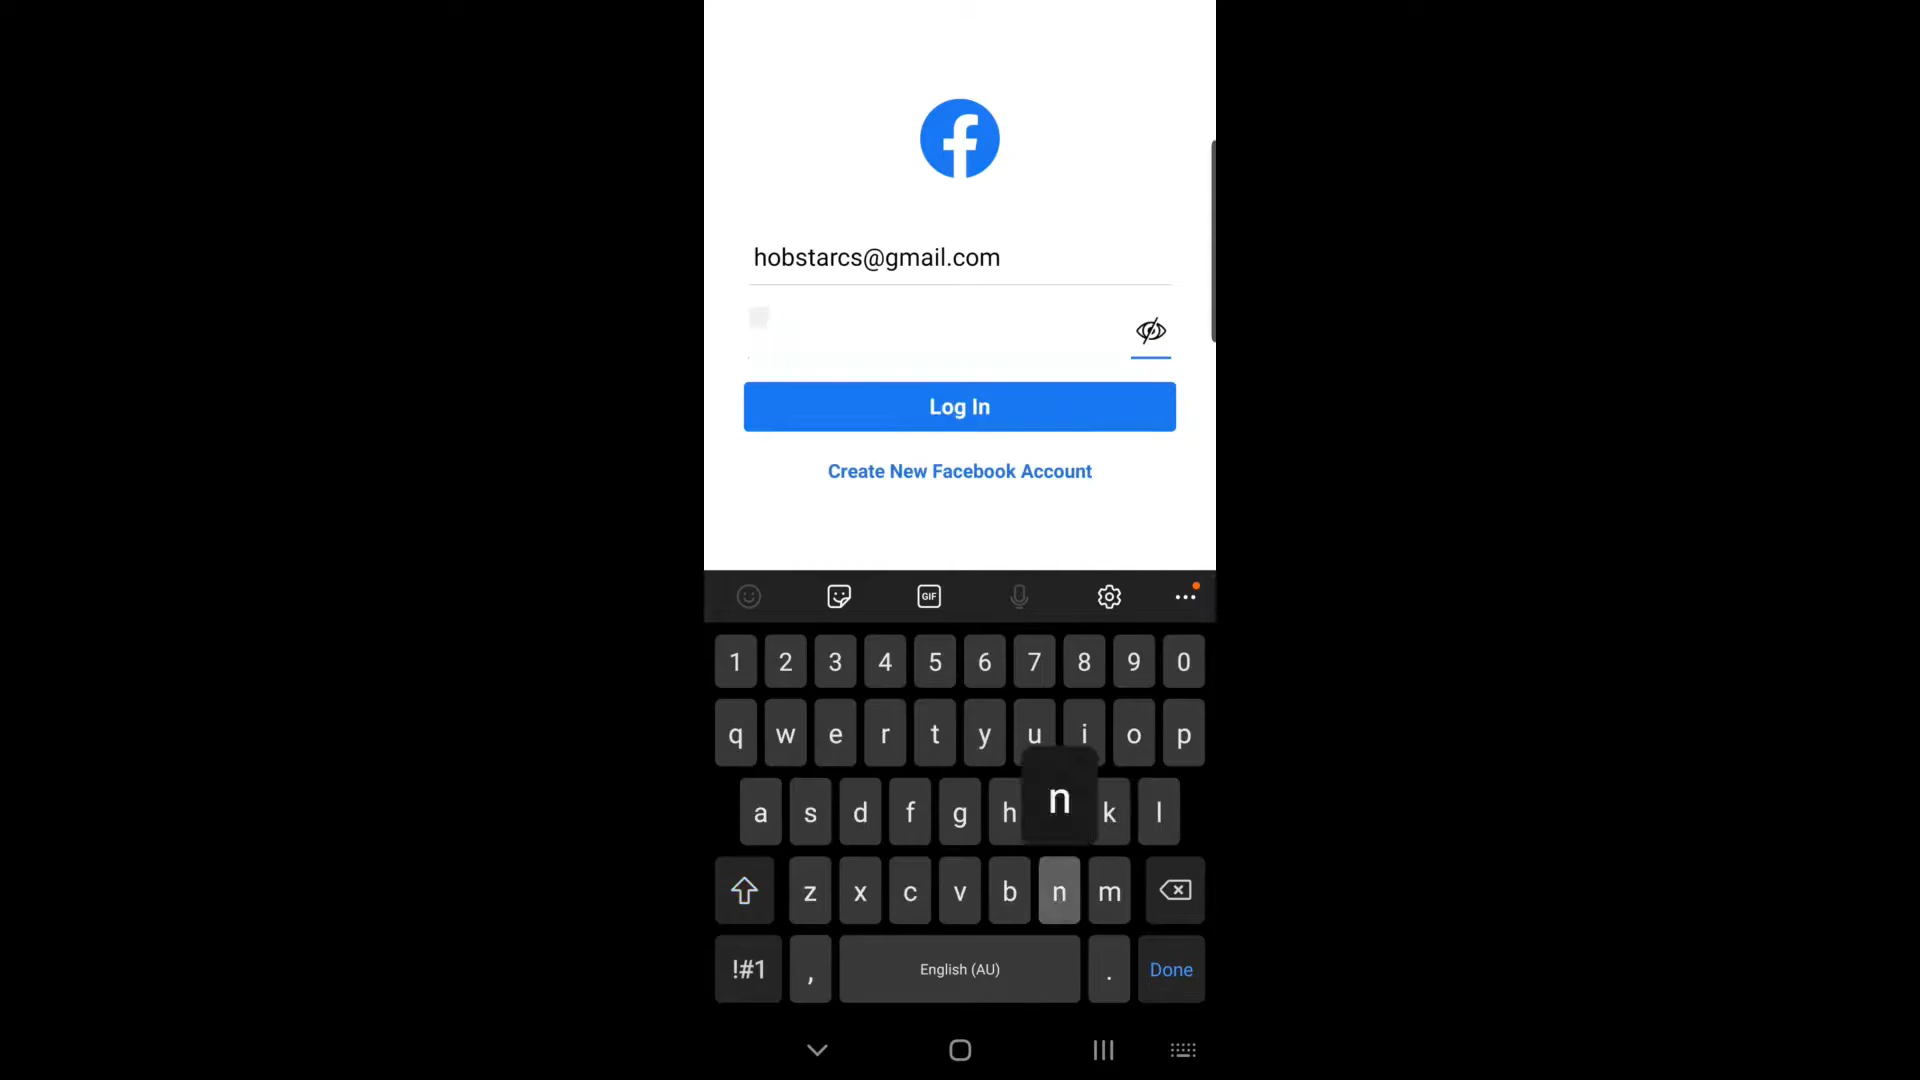 hobstarcs@gmail.com
Log In
Create New Facebook Account
GIF
1 2 3 4 5 6 7 8 9 0
q w e r t y u i o p
a s d f g h n k l
z x c v b n m
!#1 , English (AU) . Done